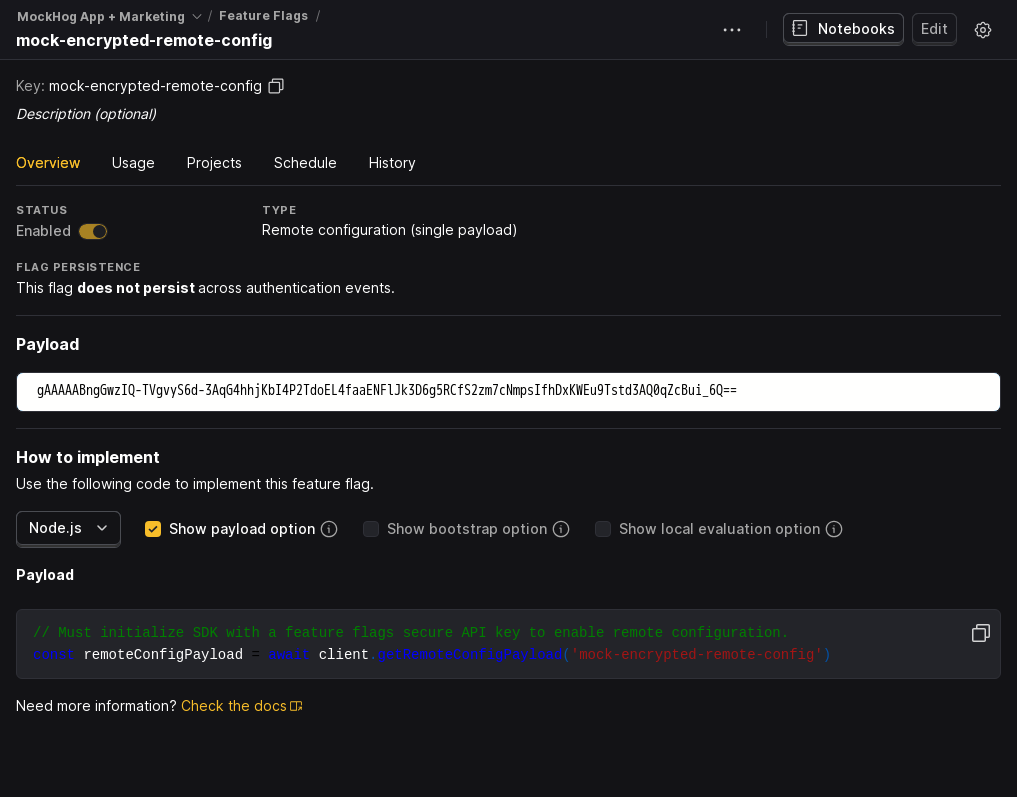 MockHog App + Marketing / Feature Flags /
mock-encrypted-remote-config
Notebooks
Edit
Key: mock-encrypted-remote-config
Description (optional)
Overview Usage Projects Schedule History
STATUS
TYPE
Enabled
Remote configuration (single payload)
FLAG PERSISTENCE
This flag does not persist across authentication events.
Payload
gAAAAABngGwzIQ-TVgvyS6d-3AqG4hhjKbI4P2TdoEL4faaENFlJk3D6g5RCfS2zm7cNmpsIfhDxKWEu9Tstd3AQ0qZcBui_6Q==
How to implement
Use the following code to implement this feature flag.
Node.js Show payload option Show bootstrap option Show local evaluation option
Payload
// Must initialize SDK with a feature flags secure API key to enable remote configuration.
const remoteConfigPayload = await client.getRemoteConfigPayload('mock-encrypted-remote-config')
Need more information? Check the docs